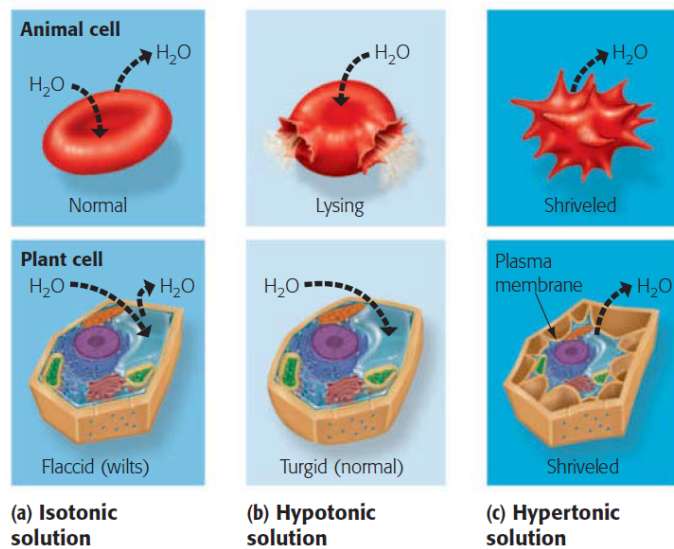 Animal cell
H₂O
H₂O
Normal
H₂O
Lysing
H₂O
Shriveled
Plant cell
H₂O
H₂O
Flaccid (wilts)
H₂O
Turgid (normal)
Plasma
membrane
H₂O
Shriveled
(a) Isotonic
solution
(b) Hypotonic
solution
(c) Hypertonic
solution